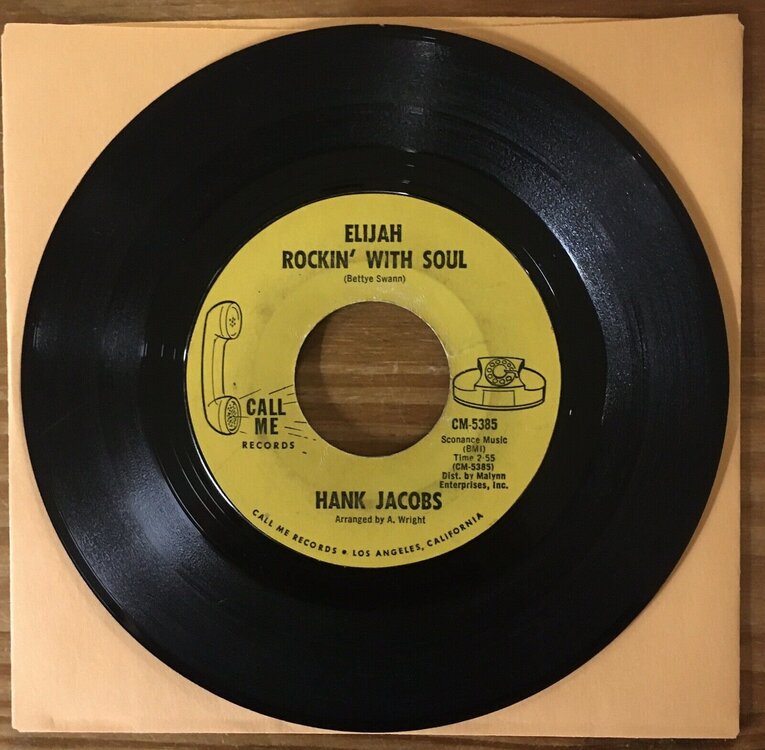 ELIJAH
ROCKIN' WITH SOUL
(Bettye Swann)
CALL
ME
RECORDS
CM-5385
Sconance Music
(BMI)
Time 2:55
(CM-5385)
Dist. by Malynn
Enterprises, Inc.
HANK JACOBS
Arranged by A. Wright
CALL ME RECORDS • LOS ANGELES, CALIFORNIA